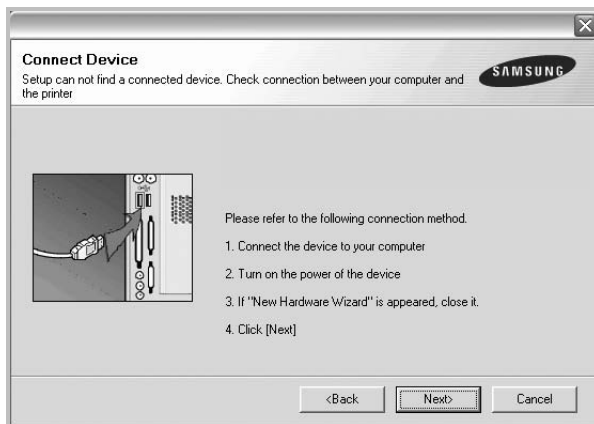 Connect Device
Setup can not find a connected device. Check connection between your computer and
the printer
SAMSUNG
Please refer to the following connection method.
1. Connect the device to your computer
2. Turn on the power of the device
3. If "New Hardware Wizard" is appeared, close it.
4. Click [Next]
<Back
Next>
Cancel